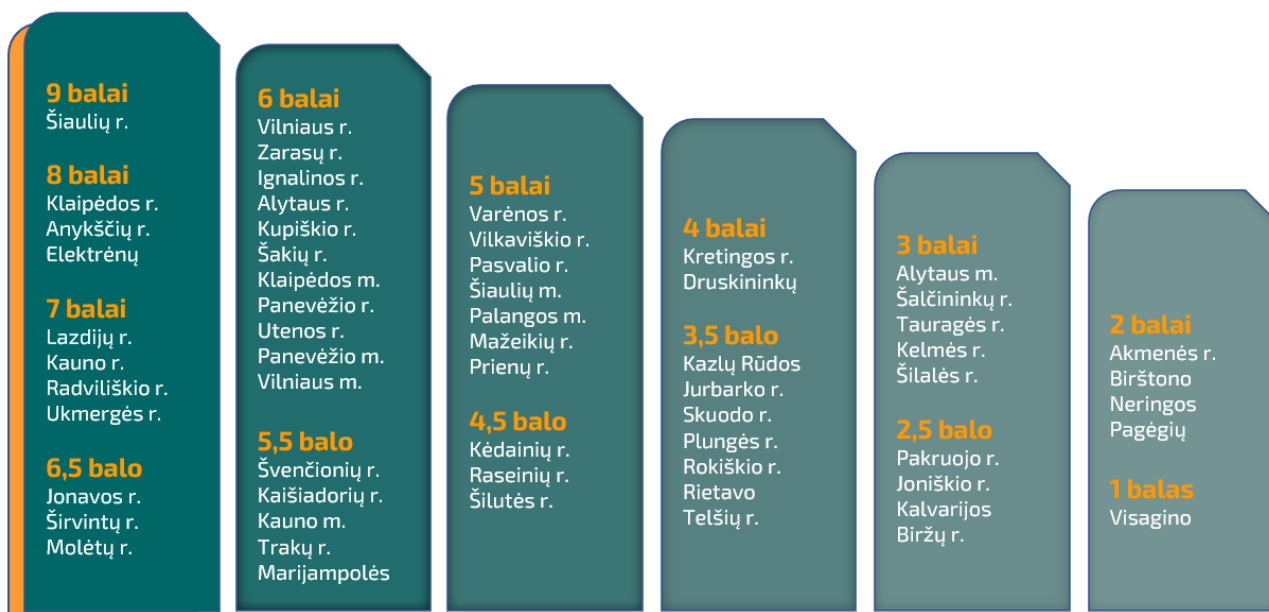 9 balai
Šiaulių r.
8 balai
Klaipėdos r.
Anykščių r.
Elektrėnų
7 balai
Lazdijų r.
Kauno r.
Radviliškio r.
Ukmergės r.
6,5 balo
Jonavos r.
Širvintų r.
Molėtų r.
6 balai
Vilniaus r.
Zarasų r.
Ignalinos r.
Alytaus r.
Kupiškio r.
Šakių r.
Klaipėdos m.
Panevėžio r.
Utenos r.
Panevėžio m.
Vilniaus m.
5,5 balo
Švenčionių r.
Kaišiadorių r.
Kauno m.
Trakų r.
Marijampolės
5 balai
Varėnos r.
Vilkaviškio r.
Pasvalio r.
Šiaulių m.
Palangos m.
Mažeikių r.
Prienų r.
4,5 balo
Kėdainių r.
Raseinių r.
Šilutės r.
4 balai
Kretingos r.
Druskininkų
3,5 balo
Kazlų Rūdos
Jurbarko r.
Skuodo r.
Plungės r.
Rokiškio r.
Rietavo
Telšių r.
3 balai
Alytaus m.
Šalčininkų r.
Tauragės r.
Kelmės r.
Šilalės r.
2,5 balo
Pakruojo r.
Joniškio r.
Kalvarijos
Biržų r.
2 balai
Akmenės r.
Birštono
Neringos
Pagėgių
1 balas
Visagino